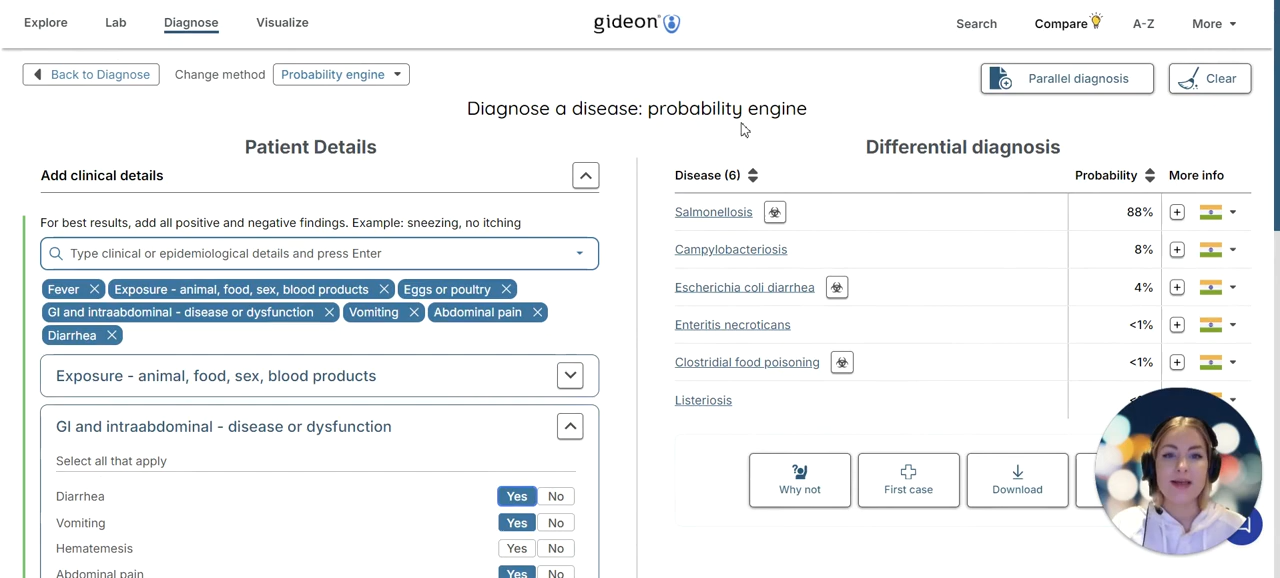 Explore Lab Diagnose Visualize gideon Search Compare A-Z More
Back to Diagnose Change method Probability engine Parallel diagnosis Clear
Diagnose a disease: probability engine
Patient Details
Add clinical details
For best results, add all positive and negative findings. Example: sneezing, no itching
Type clinical or epidemiological details and press Enter
Fever Exposure - animal, food, sex, blood products Eggs or poultry
GI and intraabdominal - disease or dysfunction Vomiting Abdominal pain
Diarrhea
Exposure - animal, food, sex, blood products
GI and intraabdominal - disease or dysfunction
Select all that apply
Diarrhea Yes No
Vomiting Yes No
Hematemesis Yes No
Abdominal pain Yes No
Differential diagnosis
Disease (6) Probability More info
Salmonellosis 88%
Campylobacteriosis 8%
Escherichia coli diarrhea 4%
Enteritis necroticans <1%
Clostridial food poisoning <1%
Listeriosis
Why not First case Download